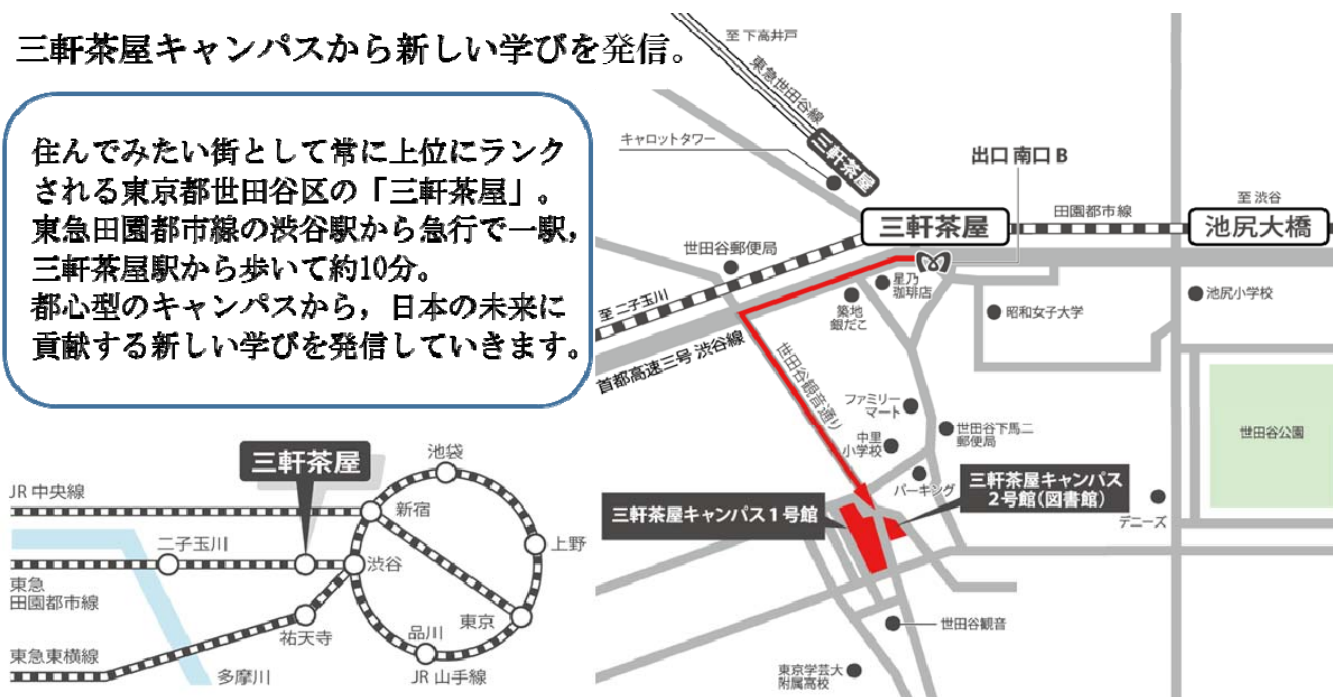 三軒茶屋キャンパスから新しい学びを発信。
住んでみたい街として常に上位にランク
される東京都世田谷区の「三軒茶屋」。
東急田園都市線の渋谷駅から急行で一駅，
三軒茶屋駅から歩いて約10分。
都心型のキャンパスから，日本の未来に
貢献する新しい学びを発信していきます。
三軒茶屋
池袋
JR 中央線
新宿
二子玉川
上野
渋谷
東急
田園都市線
東京
祐天寺
品川
東急東横線
多摩川
JR 山手線
至 下高井戸
東急世田谷線
キャロットタワー
三軒茶屋
出口 南口 B
至 渋谷
田園都市線
三軒茶屋
池尻大橋
世田谷郵便局
星乃
珈琲店
池尻小学校
至 二子玉川
築地
銀だこ
昭和女子大学
首都高速三号 渋谷線
世田谷観音通り
ファミリー
マート
世田谷下馬二
郵便局
中里
小学校
世田谷公園
パーキング
三軒茶屋キャンパス
2号館(図書館)
三軒茶屋キャンパス1号館
デニーズ
世田谷観音
東京学芸大
附属高校